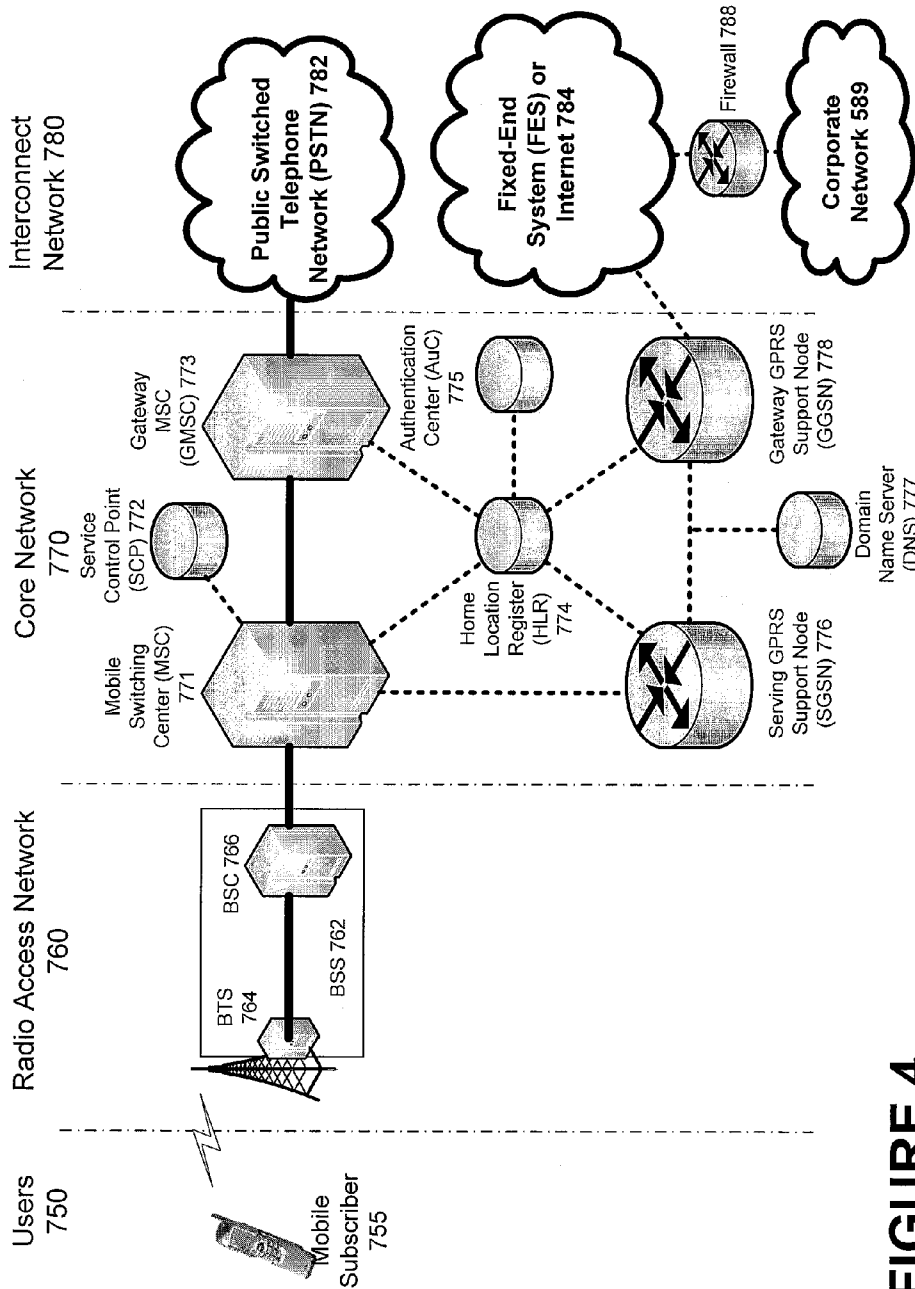 Users
750
Radio Access Network
760
Core Network
770
Interconnect
Network 780
Mobile
Subscriber
755
BTS
764
BSC 766
BSS 762
Mobile
Switching
Center (MSC)
771
Service
Control Point
(SCP) 772
Gateway
MSC
(GMSC) 773
Public Switched
Telephone
Network (PSTN) 782
Home
Location
Register
(HLR)
774
Authentication
Center (AuC)
775
Fixed-End
System (FES) or
Internet 784
Serving GPRS
Support Node
(SGSN) 776
Domain
Name Server
(DNS) 777
Gateway GPRS
Support Node
(GGSN) 778
Firewall 788
Corporate
Network 589
FIGURE 4